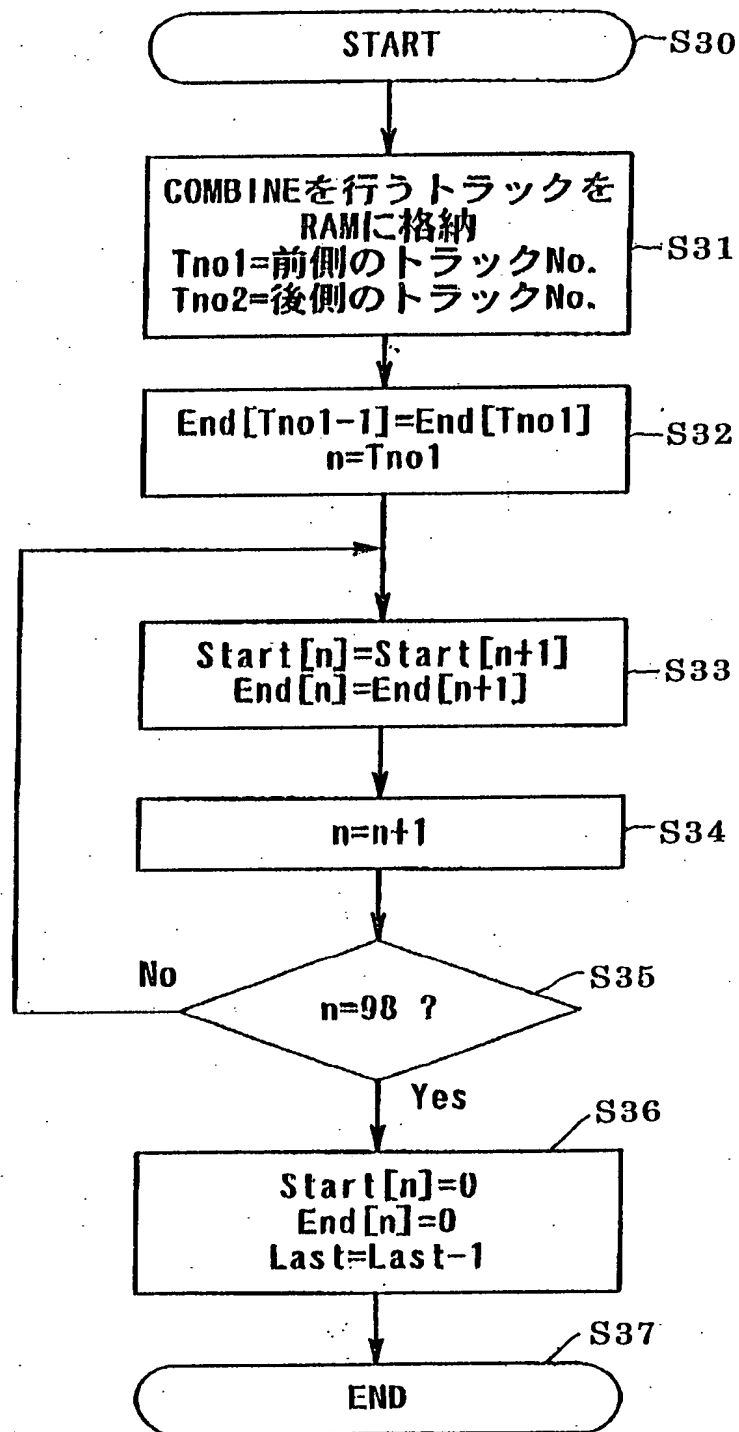 START
S30
COMBINEを行うトラックを
RAMに格納
Tno1=前側のトラックNo.
Tno2=後側のトラックNo.
S31
End[Tno1-1]=End[Tno1]
n=Tno1
S32
Start[n]=Start[n+1]
End[n]=End[n+1]
S33
n=n+1
S34
No
S35
n=98 ?
Yes
S36
Start[n]=0
End[n]=0
Last=Last-1
S37
END